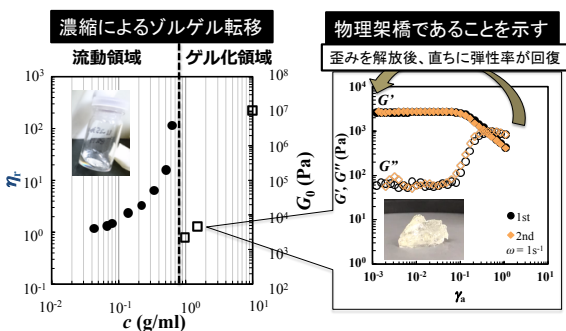 濃縮によるゾルゲル転移
流動領域
ゲル化領域
10³
10²
10¹
10⁰
10⁻¹
ηr
10⁻² 10⁻¹ 10⁰ 10¹
c (g/ml)
10⁸
10⁷
10⁶
10⁵
10⁴
10³
10²
G₀ (Pa)
物理架橋であることを示す
歪みを解放後、直ちに弾性率が回復
10⁴
10³
10²
10¹
10⁰
G', G'' (Pa)
G'
G"
1st
2nd
ω = 1s⁻¹
10⁻³ 10⁻² 10⁻¹ 10⁰ 10¹
γa